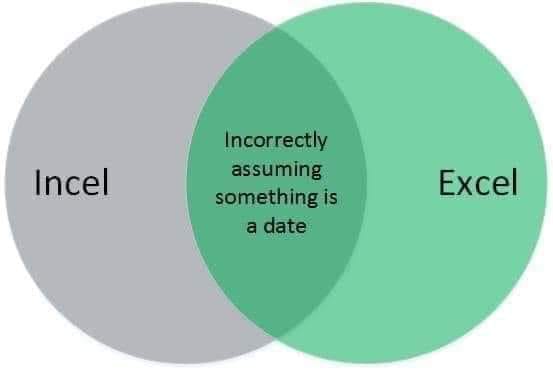 Incel
Incorrectly
assuming
something is
a date
Excel